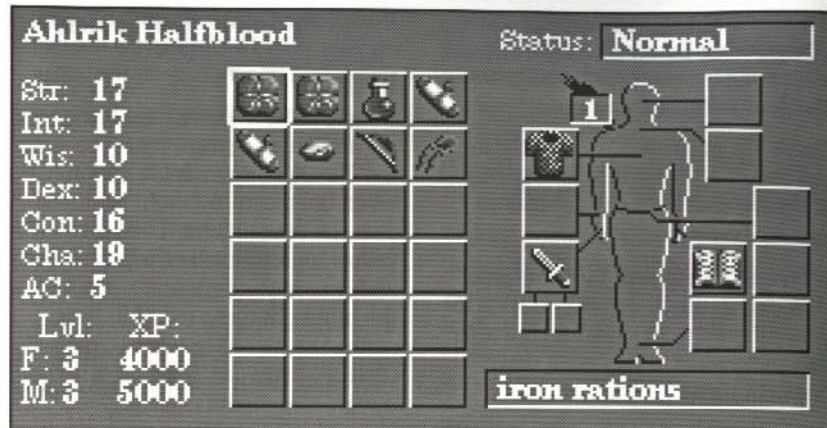 Ahlrik Halfblood
Status: Normal
Str: 17
Int: 17
Wis: 10
Dex: 10
Con: 16
Cha: 19
AC: 5
Lvl: XP:
F: 3 4000
M: 3 5000
1
iron rations